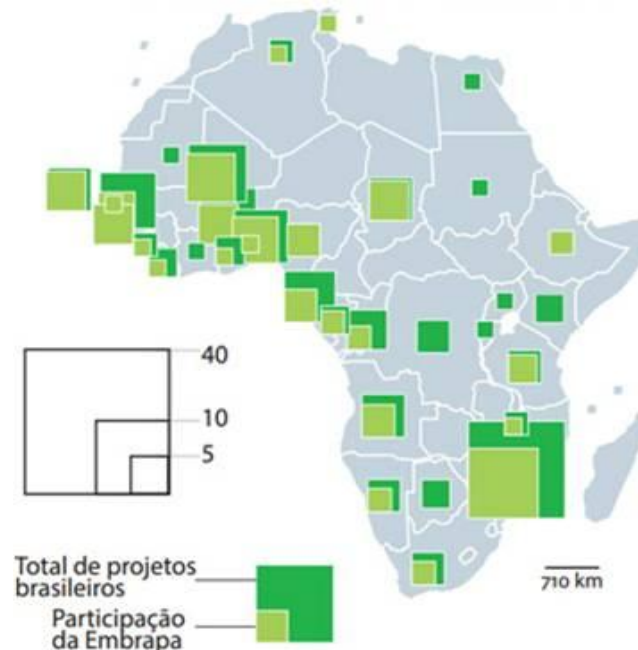 40
10
5
Total de projetos
brasileiros
Participação
da Embrapa
710 km